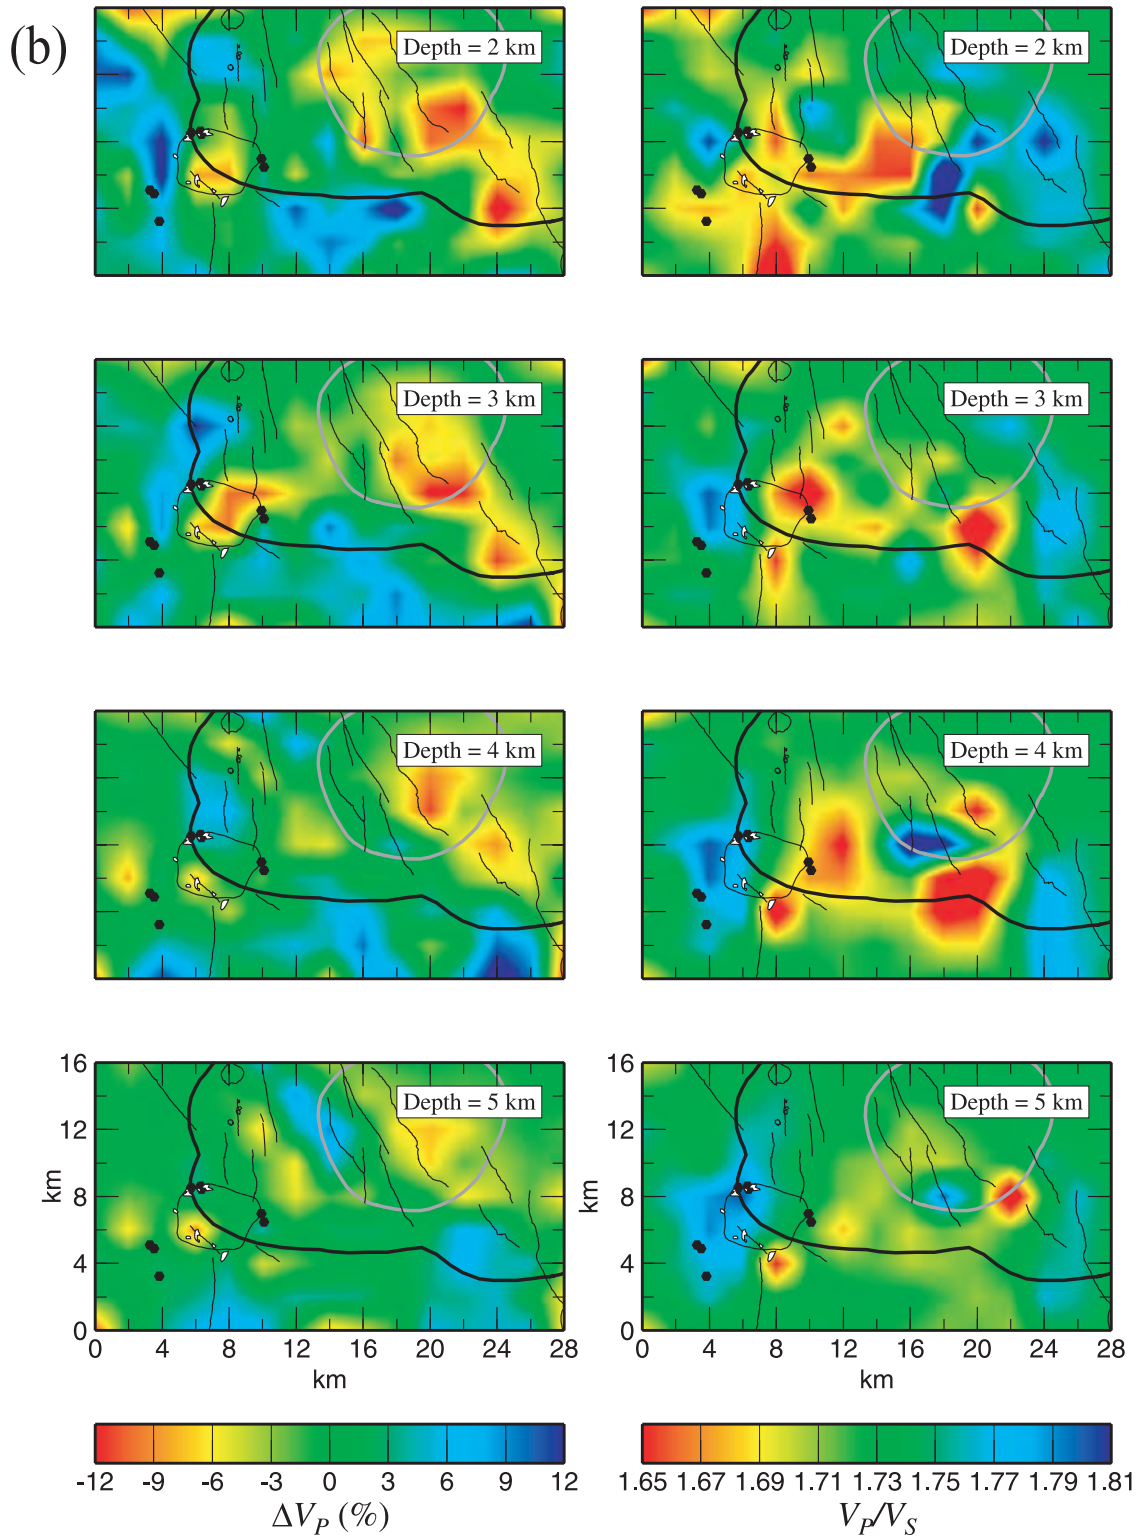 (b)
Depth = 2 km
Depth = 2 km
Depth = 3 km
Depth = 3 km
Depth = 4 km
Depth = 4 km
Depth = 5 km
Depth = 5 km
16
12
8
4
0
km
0 4 8 12 16 20 24 28
km
16
12
8
4
0
km
0 4 8 12 16 20 24 28
km
-12 -9 -6 -3 0 3 6 9 12
ΔV_P (%)
1.65 1.67 1.69 1.71 1.73 1.75 1.77 1.79 1.81
V_P/V_S